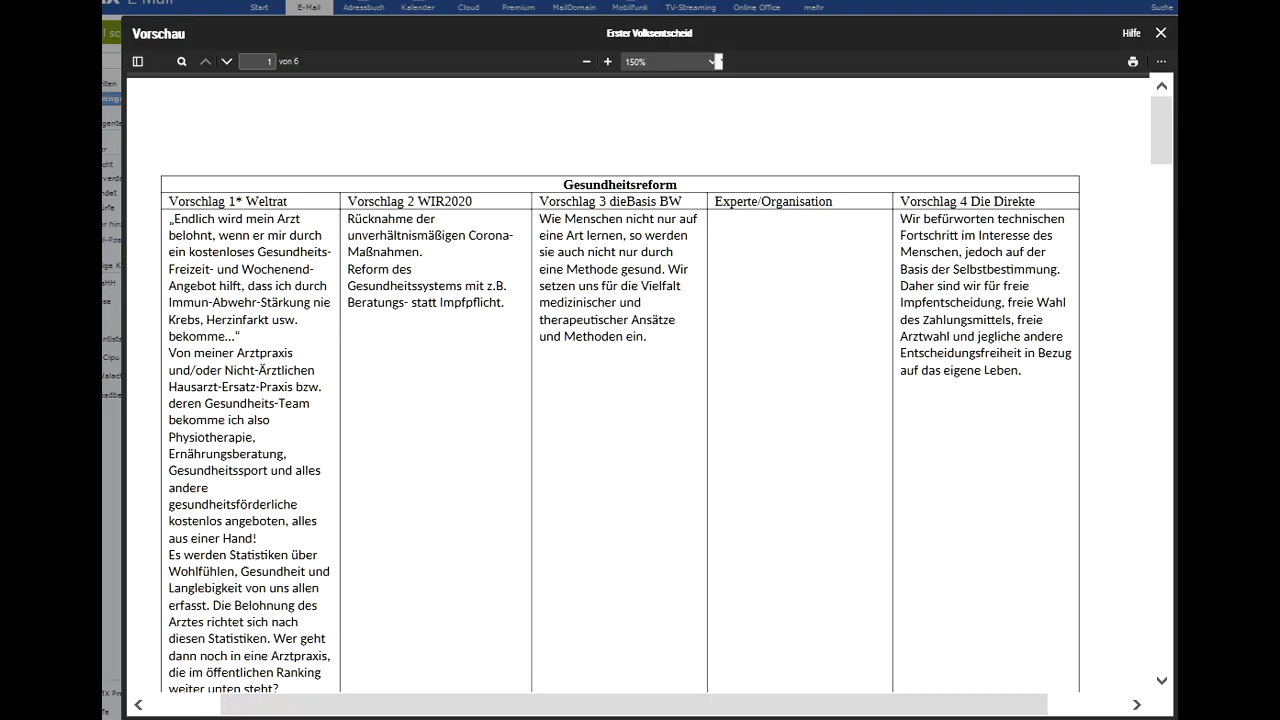 E-Mail
Start E-Mail Adressbuch Kalender Cloud Premium MailDomain Mobilfunk TV-Streaming Online Office mehr Suche
Vorschau Erster Volksentscheid Hilfe
1 von 6 150%
Gesundheitsreform
Vorschlag 1* Weltrat
„Endlich wird mein Arzt
belohnt, wenn er mir durch
ein kostenloses Gesundheits-
Freizeit- und Wochenend-
Angebot hilft, dass ich durch
Immun-Abwehr-Stärkung nie
Krebs, Herzinfarkt usw.
bekomme...“
Von meiner Arztpraxis
und/oder Nicht-Ärztlichen
Hausarzt-Ersatz-Praxis bzw.
deren Gesundheits-Team
bekomme ich also
Physiotherapie,
Ernährungsberatung,
Gesundheitssport und alles
andere
gesundheitsförderliche
kostenlos angeboten, alles
aus einer Hand!
Es werden Statistiken über
Wohlfühlen, Gesundheit und
Langlebigkeit von uns allen
erfasst. Die Belohnung des
Arztes richtet sich nach
diesen Statistiken. Wer geht
dann noch in eine Arztpraxis,
die im öffentlichen Ranking
weiter unten steht?
Vorschlag 2 WIR2020
Rücknahme der
unverhältnismäßigen Corona-
Maßnahmen.
Reform des
Gesundheitssystems mit z.B.
Beratungs- statt Impfpflicht.
Vorschlag 3 dieBasis BW
Wie Menschen nicht nur auf
eine Art lernen, so werden
sie auch nicht nur durch
eine Methode gesund. Wir
setzen uns für die Vielfalt
medizinischer und
therapeutischer Ansätze
und Methoden ein.
Experte/Organisation
Vorschlag 4 Die Direkte
Wir befürworten technischen
Fortschritt im Interesse des
Menschen, jedoch auf der
Basis der Selbstbestimmung.
Daher sind wir für freie
Impfentscheidung, freie Wahl
des Zahlungsmittels, freie
Arztwahl und jegliche andere
Entscheidungsfreiheit in Bezug
auf das eigene Leben.